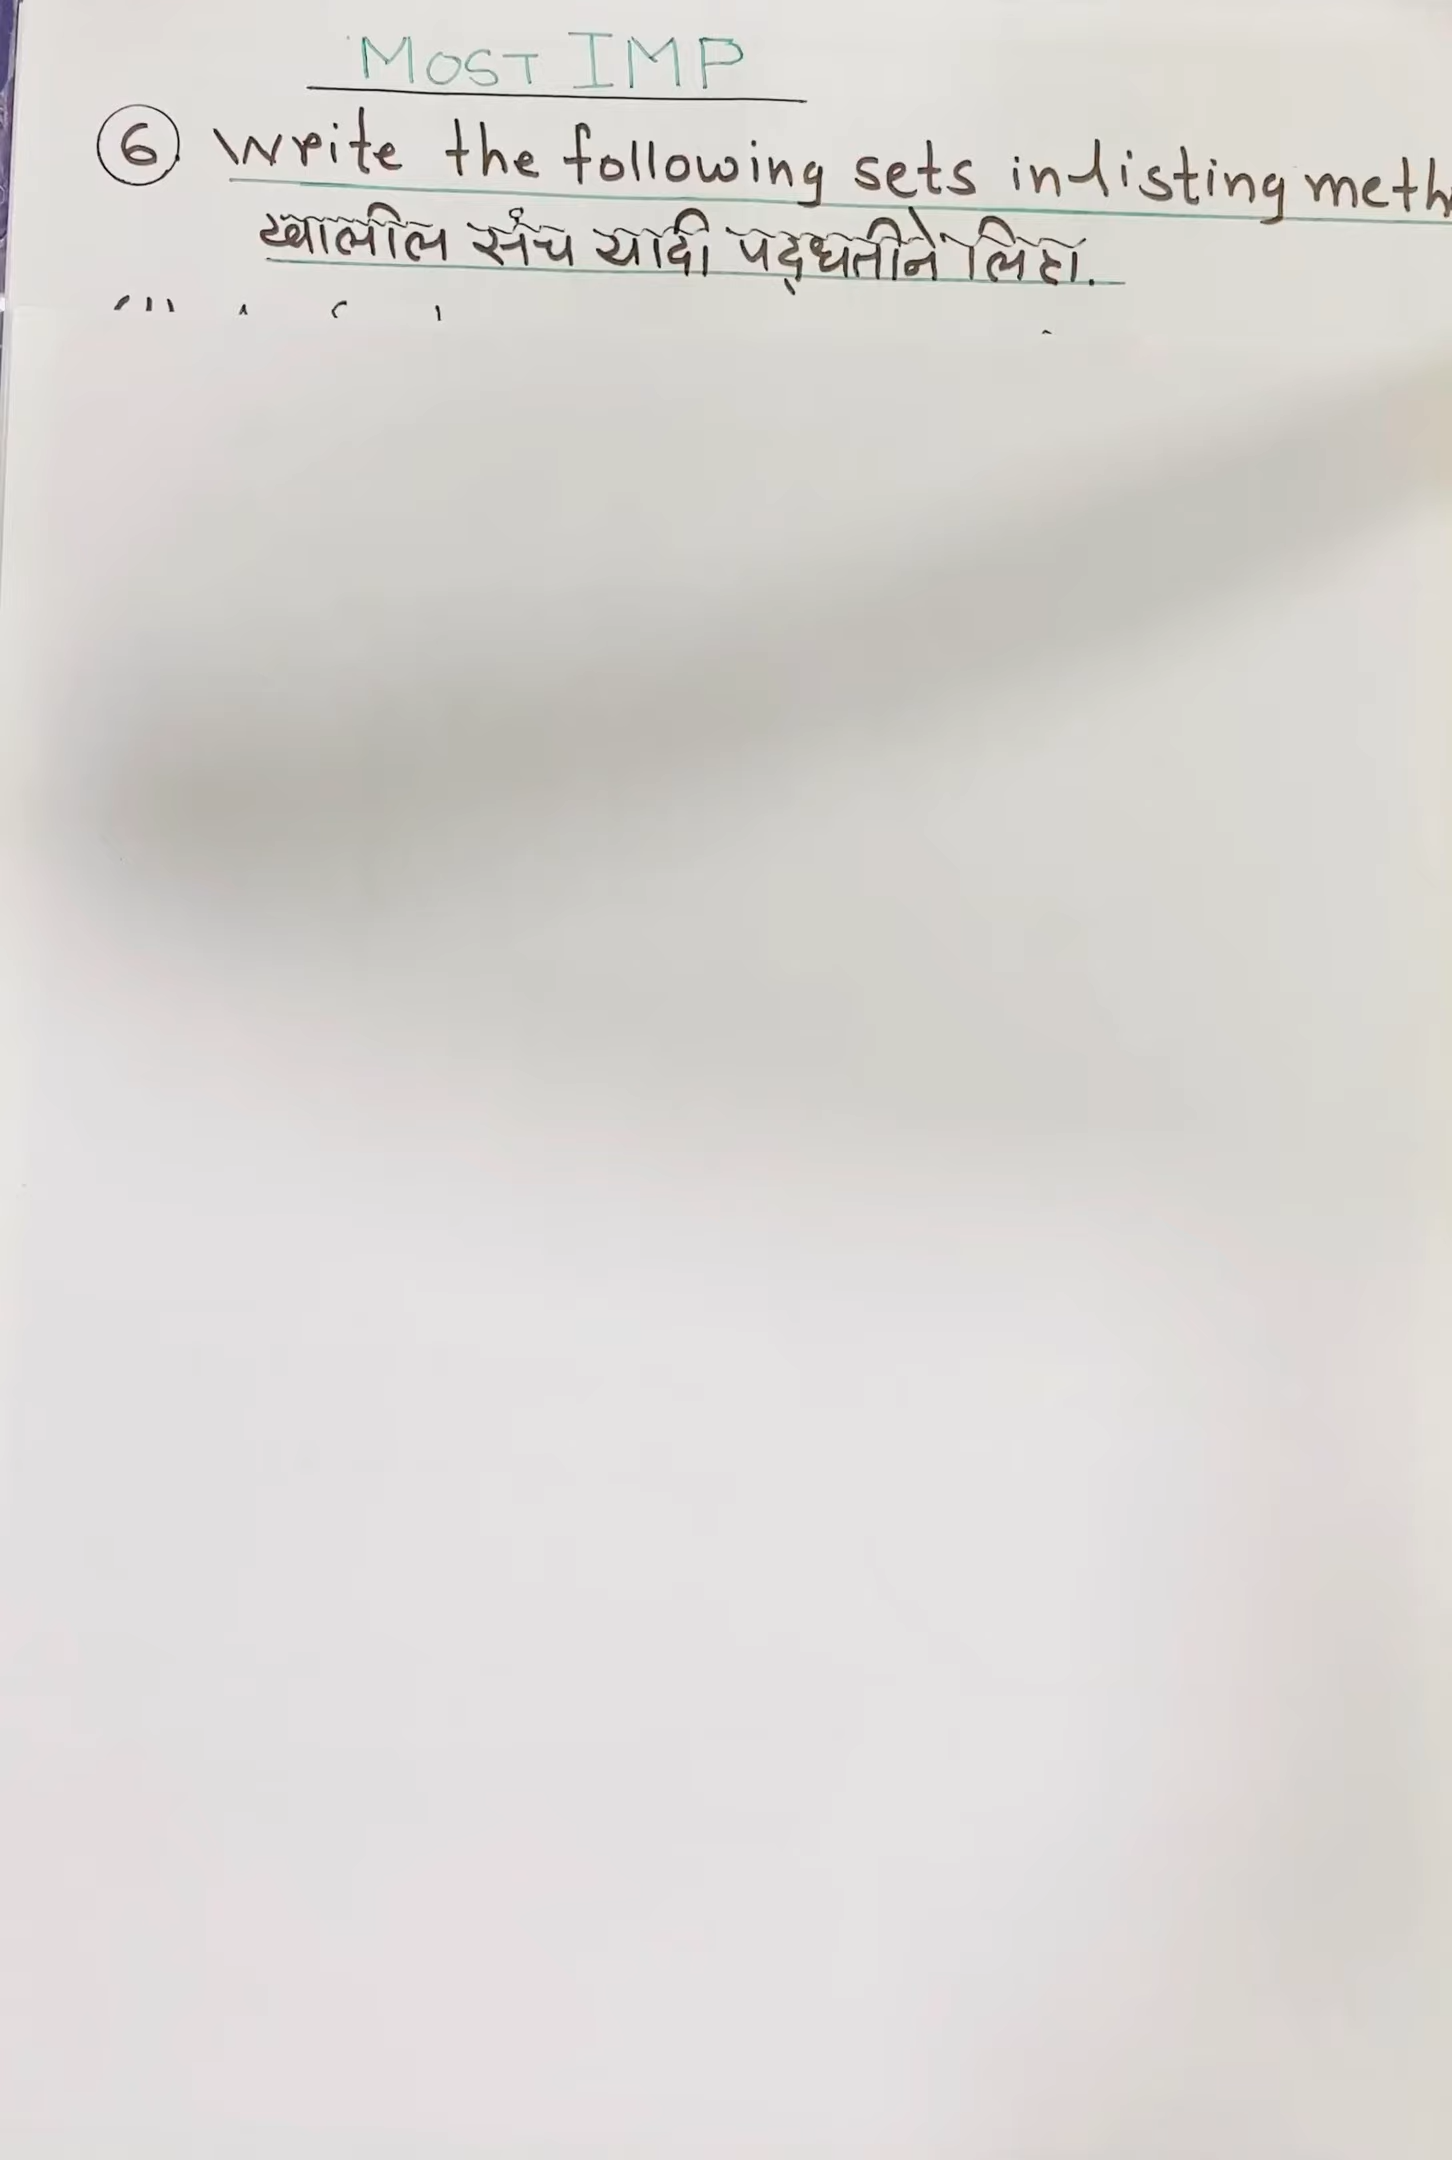 MOST IMP
6 Write the following sets in listing meth
खालील संच यादी पद्धतीने लिहा.